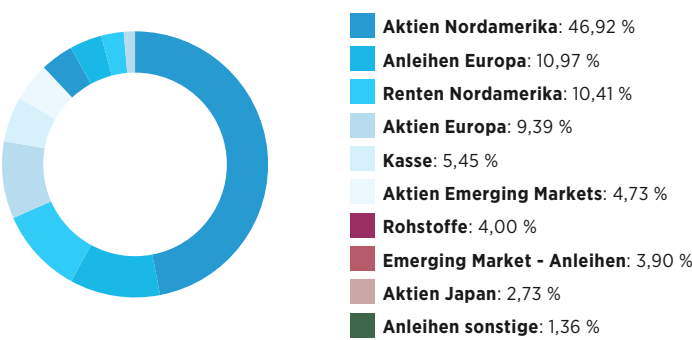 Aktien Nordamerika: 46,92 %
Anleihen Europa: 10,97 %
Renten Nordamerika: 10,41 %
Aktien Europa: 9,39 %
Kasse: 5,45 %
Aktien Emerging Markets: 4,73 %
Rohstoffe: 4,00 %
Emerging Market - Anleihen: 3,90 %
Aktien Japan: 2,73 %
Anleihen sonstige: 1,36 %